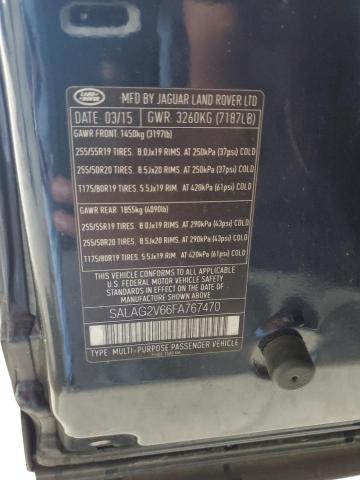 LAND ROVER
MFD BY JAGUAR LAND ROVER LTD
DATE: 03/15 GWR: 3260KG (7187LB)
GAWR FRONT: 1450kg (3197lb)
255/55R19 TIRES. 8.0Jx19 RIMS. AT 250kPa (37psi) COLD
255/50R20 TIRES. 8.5Jx20 RIMS. AT 250kPa (37psi) COLD
T175/80R19 TIRES. 5.5Jx19 RIM, AT 420kPa (61psi) COLD
GAWR REAR: 1855kg (4090lb)
255/55R19 TIRES. 8.0Jx19 RIMS. AT 290kPa (43psi) COLD
255/50R20 TIRES. 8.5Jx20 RIMS. AT 290kPa (43psi) COLD
T175/80R19 TIRES. 5.5Jx19 RIM, AT 420kPa (61psi) COLD
THIS VEHICLE CONFORMS TO ALL APPLICABLE
U.S. FEDERAL MOTOR VEHICLE SAFETY
STANDARDS IN EFFECT ON THE DATE OF
MANUFACTURE SHOWN ABOVE.
SALAG2V66FA767470
TYPE: MULTI-PURPOSE PASSENGER VEHICLE